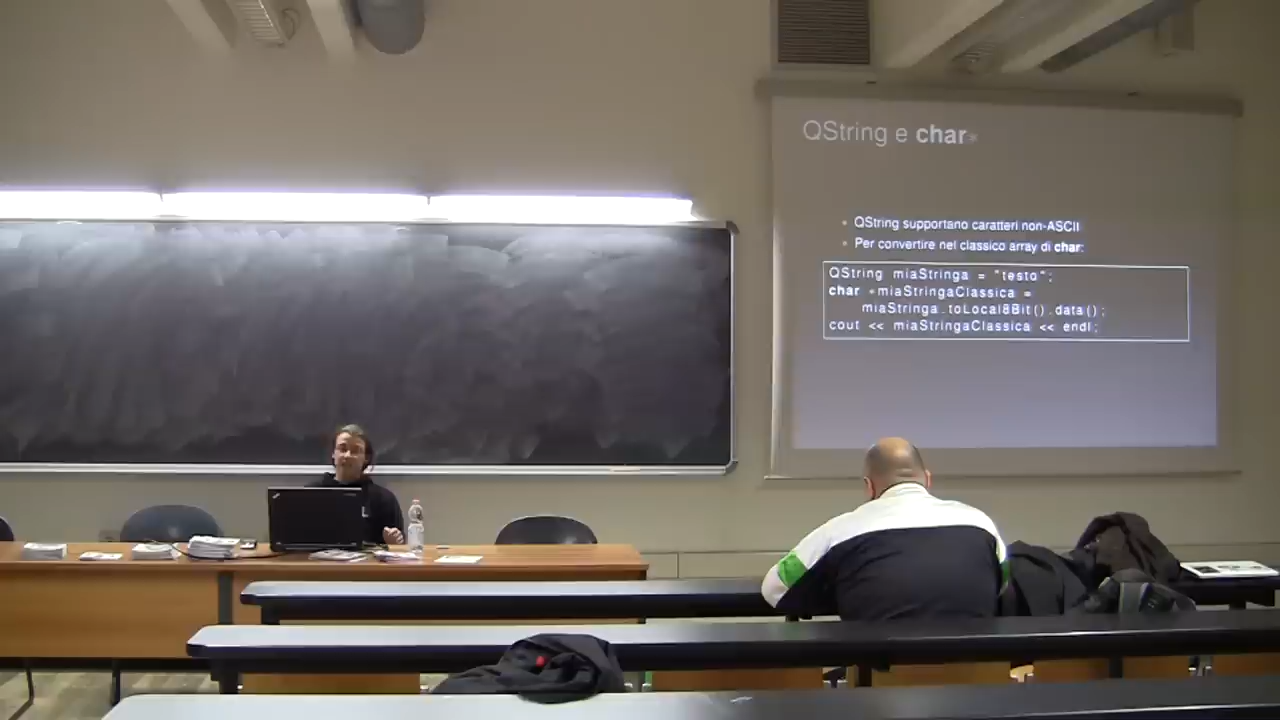 QString e char*
QString supportano caratteri non-ASCII
Per convertire nel classico array di char:
QString miaStringa = "testo";
char *miaStringaClassica =
miaStringa.toLocal8Bit().data();
cout << miaStringaClassica << endl;